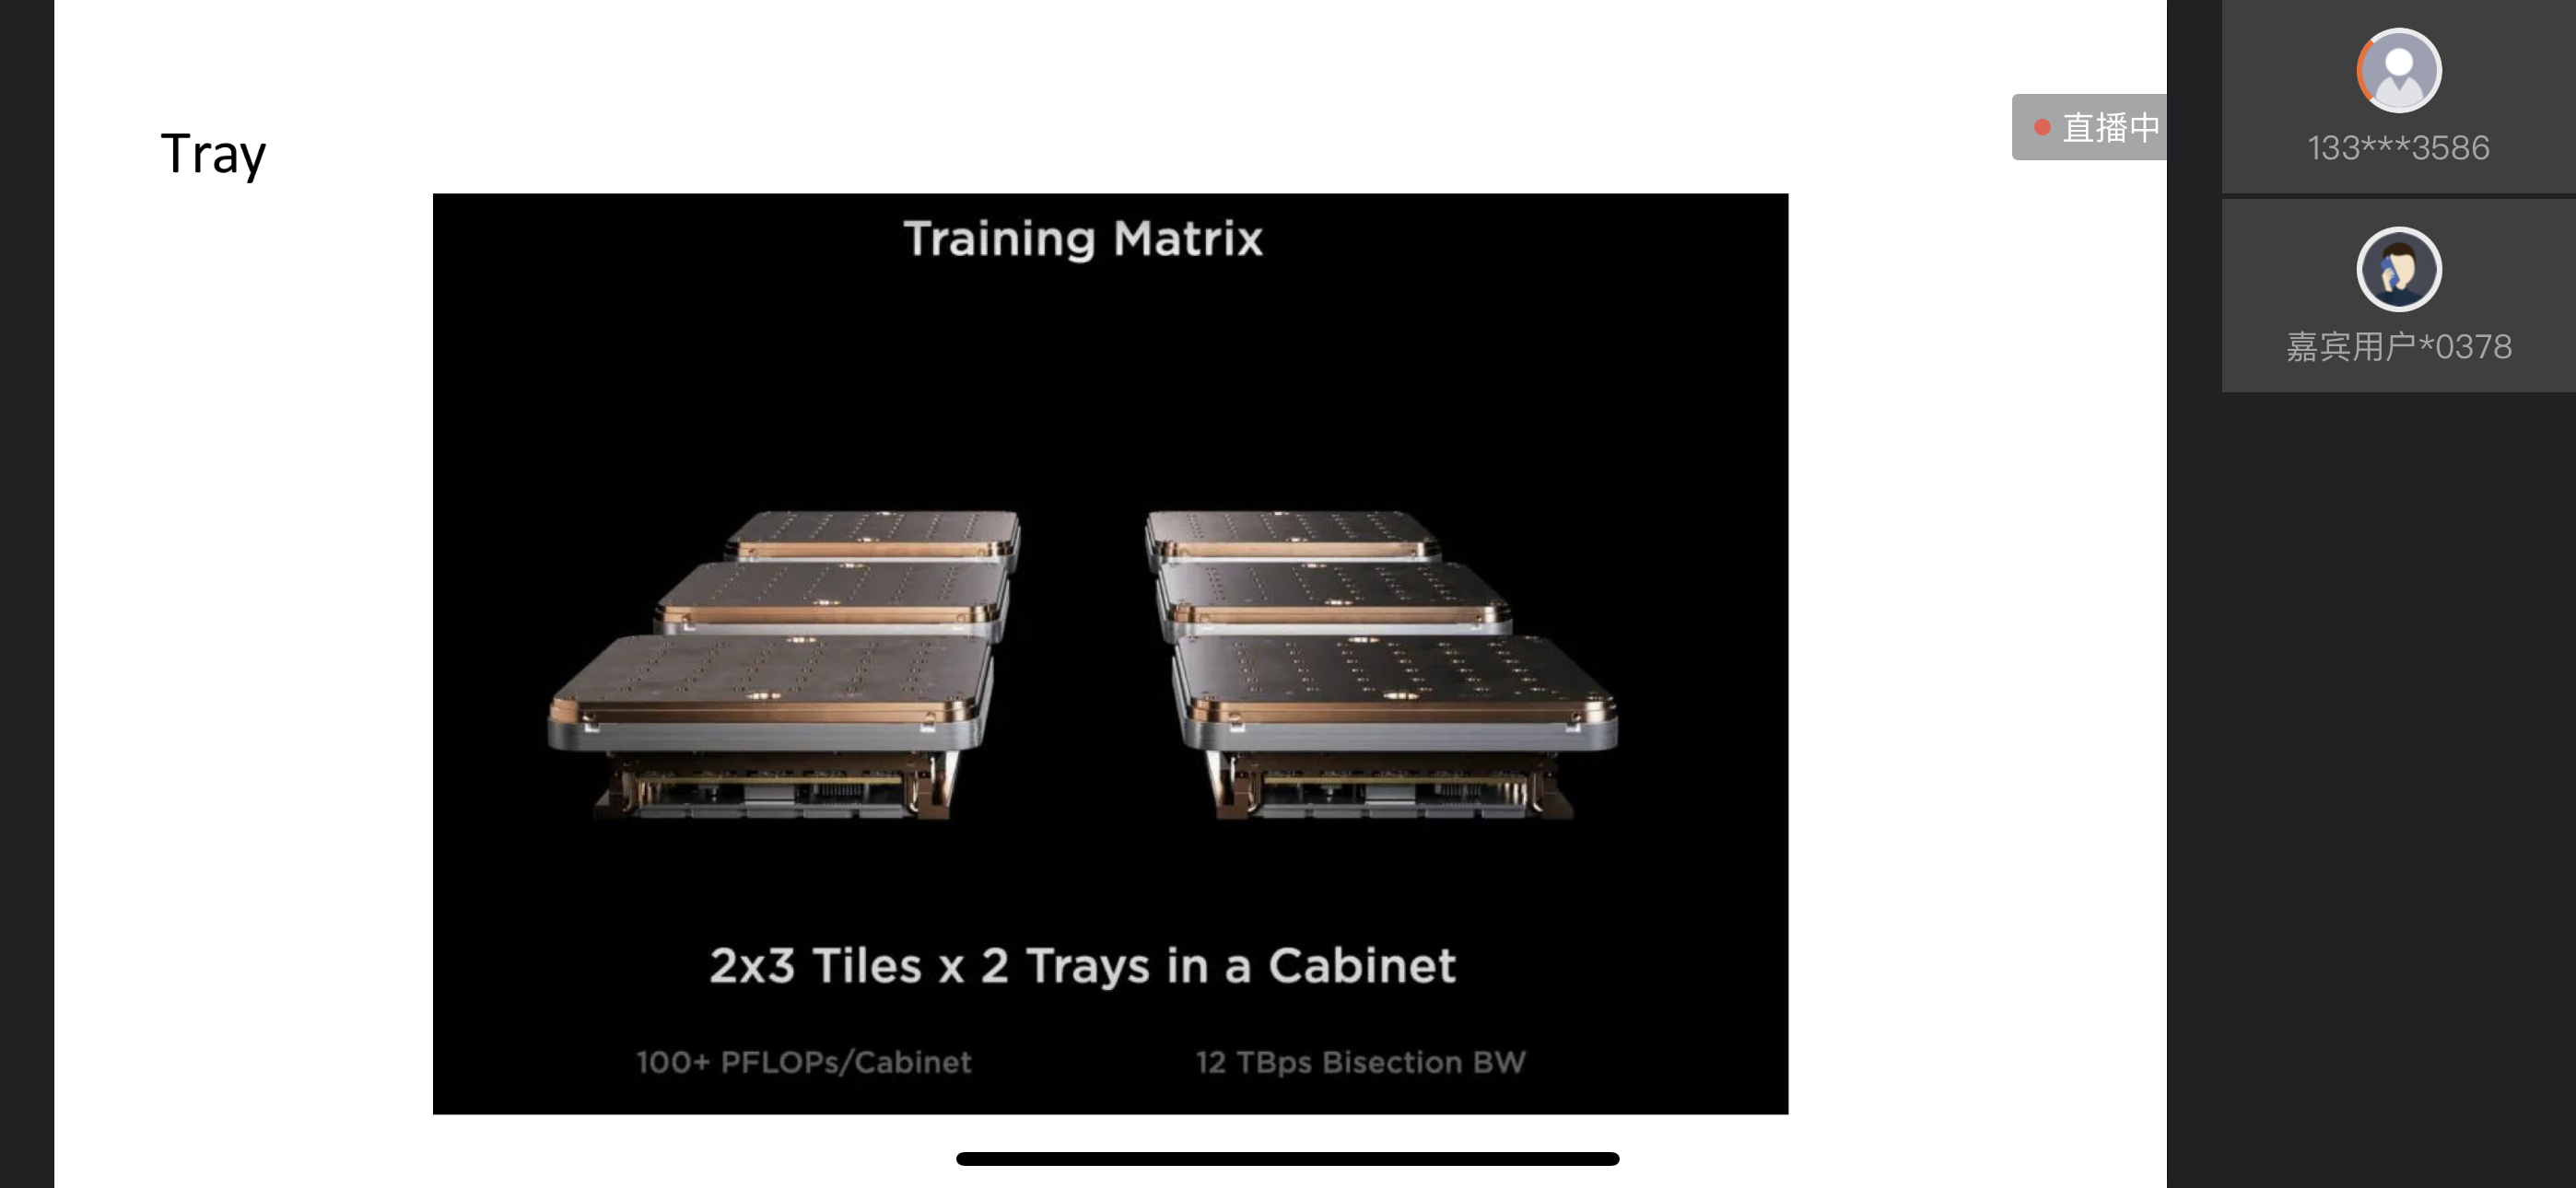 Tray
直播中
Training Matrix
2x3 Tiles x 2 Trays in a Cabinet
100+ PFLOPs/Cabinet
12 TBps Bisection BW
133***3586
嘉宾用户*0378